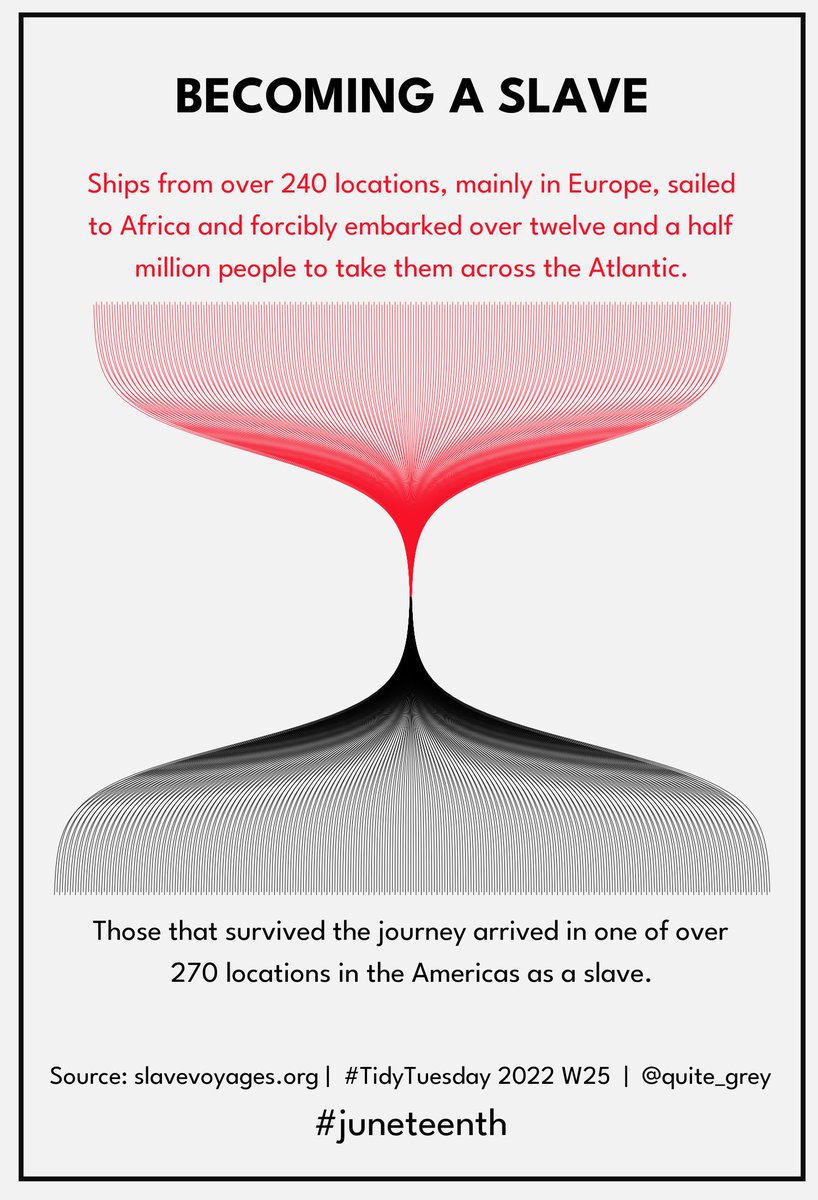 BECOMING A SLAVE
Ships from over 240 locations, mainly in Europe, sailed
to Africa and forcibly embarked over twelve and a half
million people to take them across the Atlantic.
Those that survived the journey arrived in one of over
270 locations in the Americas as a slave.
Source: slavevoyages.org | #TidyTuesday 2022 W25 | @quite_grey
#juneteenth